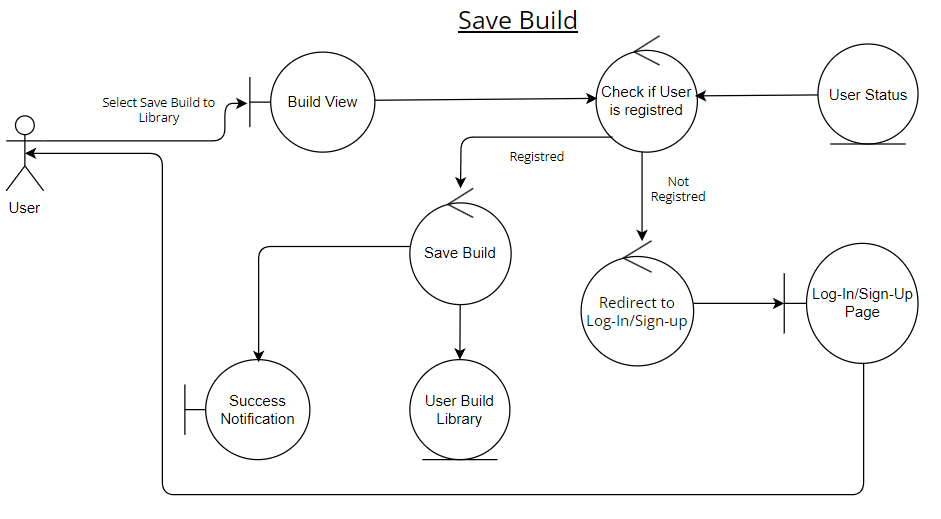 Save Build
Select Save Build to
Library
Build View
Check if User
is registred
User Status
User
Registred
Not
Registred
Save Build
Redirect to
Log-In/Sign-up
Log-In/Sign-Up
Page
Success
Notification
User Build
Library